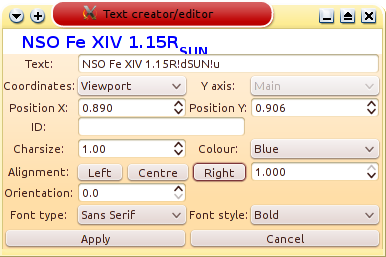 Text creator/editor
NSO Fe XIV 1.15RSUN
Text: NSO Fe XIV 1.15R!dSUN!u
Coordinates: Viewport Y axis: Main
Position X: 0.890 Position Y: 0.906
ID:
Charsize: 1.00 Colour: Blue
Alignment: Left Centre Right 1.000
Orientation: 0.0
Font type: Sans Serif Font style: Bold
Apply Cancel